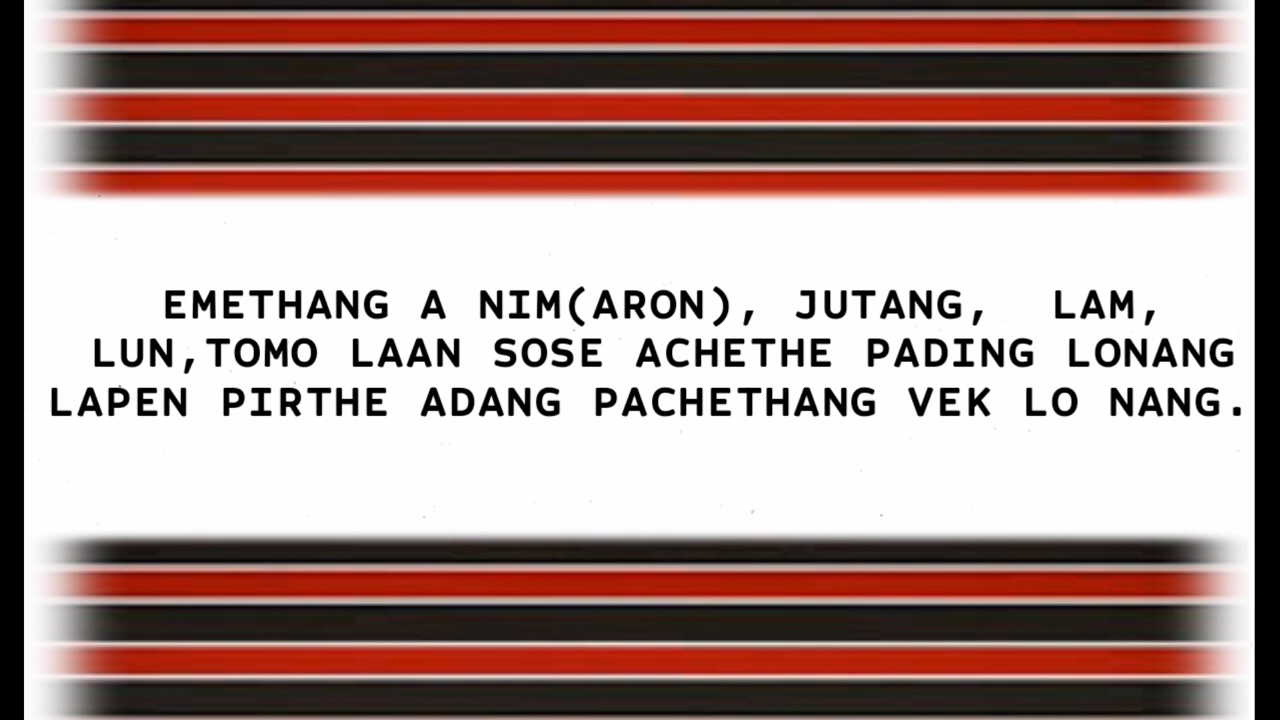 EMETHANG A NIM(ARON), JUTANG, LAM,
LUN,TOMO LAAN SOSE ACHETHE PADING LONANG
LAPEN PIRTHE ADANG PACHETHANG VEK LO NANG.